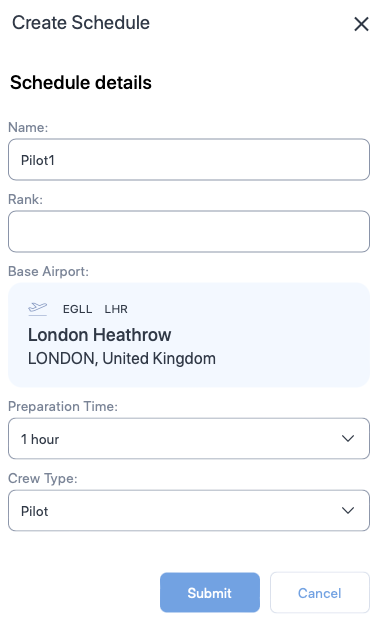 Create Schedule
Schedule details
Name:
Pilot1
Rank:
Base Airport:
EGLL LHR
London Heathrow
LONDON, United Kingdom
Preparation Time:
1 hour
Crew Type:
Pilot
Submit Cancel